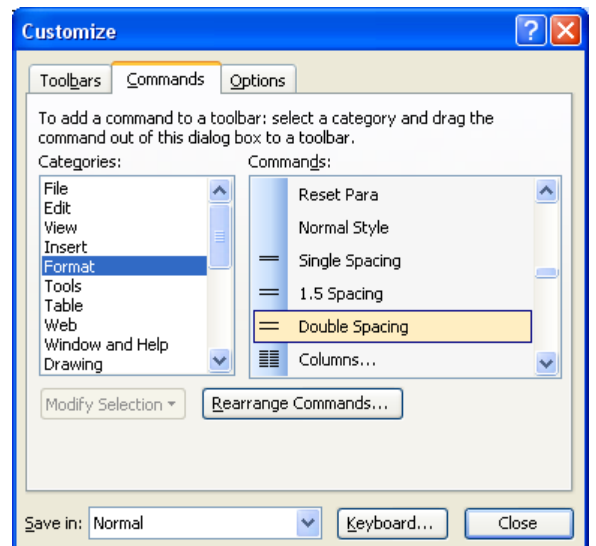 Customize
Toolbars Commands Options
To add a command to a toolbar: select a category and drag the
command out of this dialog box to a toolbar.
Categories:
File
Edit
View
Insert
Format
Tools
Table
Web
Window and Help
Drawing
Commands:
Reset Para
Normal Style
Single Spacing
1.5 Spacing
Double Spacing
Columns...
Modify Selection
Rearrange Commands...
Save in: Normal
Keyboard...
Close